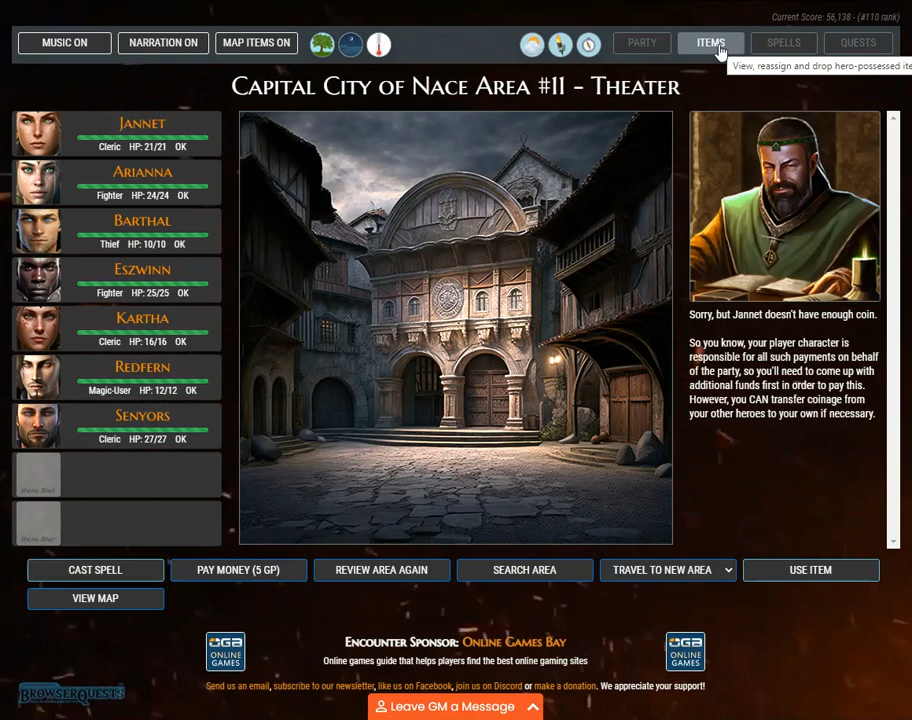 Current Score: 56,138 - (#110 rank)
MUSIC ON
NARRATION ON
MAP ITEMS ON
PARTY
ITEMS
SPELLS
QUESTS
View, reassign and drop hero-possessed ite
Capital City of Nace Area #11 - Theater
Jannet
Cleric HP: 21/21 OK
Arianna
Fighter HP: 24/24 OK
Barthal
Thief HP: 10/10 OK
Eszwinn
Fighter HP: 25/25 OK
Kartha
Cleric HP: 16/16 OK
Redfern
Magic-User HP: 12/12 OK
Senyors
Cleric HP: 27/27 OK
Hero Slot
Hero Slot
Sorry, but Jannet doesn't have enough coin.
So you know, your player character is
responsible for all such payments on behalf
of the party, so you'll need to come up with
additional funds first in order to pay this.
However, you CAN transfer coinage from
your other heroes to your own if necessary.
CAST SPELL
PAY MONEY (5 GP)
REVIEW AREA AGAIN
SEARCH AREA
TRAVEL TO NEW AREA
USE ITEM
VIEW MAP
OGA
ONLINE
GAMES
Encounter Sponsor: Online Games Bay
Online games guide that helps players find the best online gaming sites
OGA
ONLINE
GAMES
Send us an email, subscribe to our newsletter, like us on Facebook, join us on Discord or make a donation. We appreciate your support!
BrowserQuests
Leave GM a Message